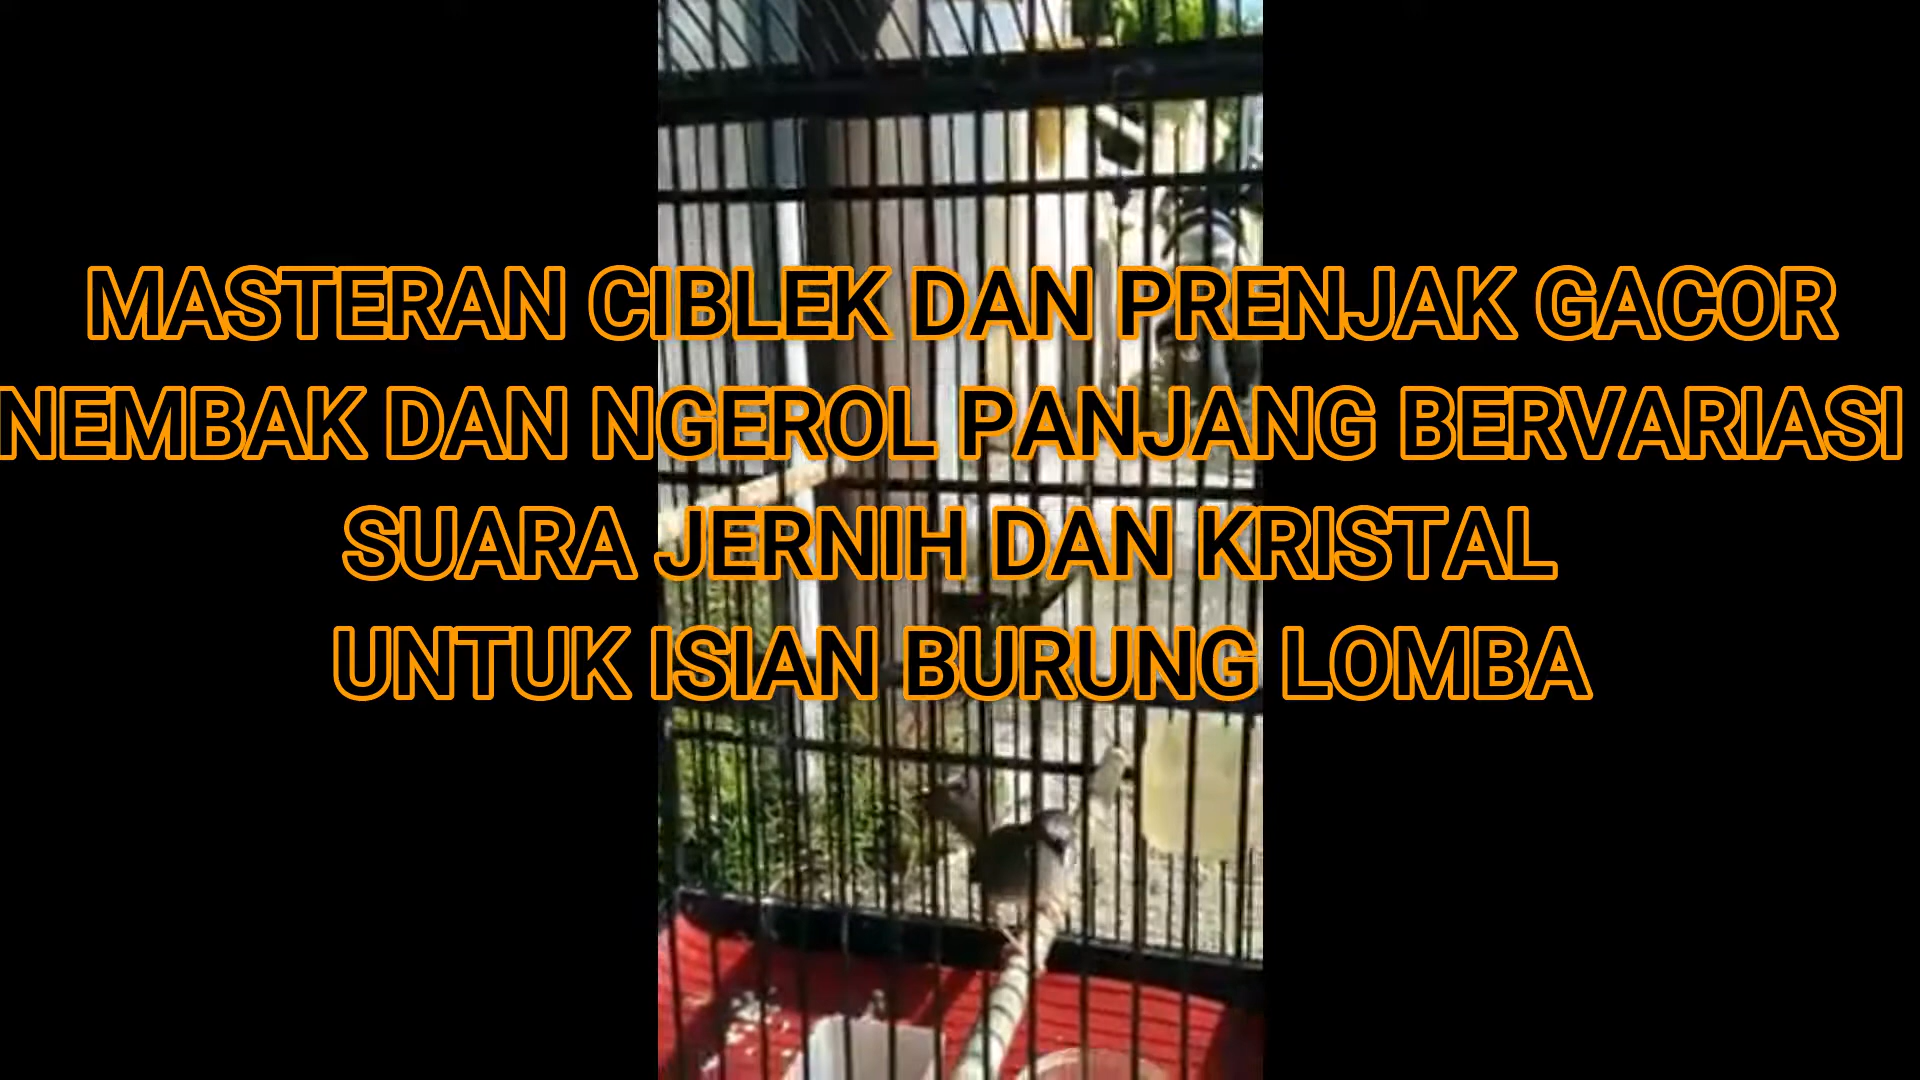 MASTERAN CIBLEK DAN PRENJAK GACOR
NEMBAK DAN NGEROL PANJANG BERVARIASI
SUARA JERNIH DAN KRISTAL
UNTUK ISIAN BURUNG LOMBA